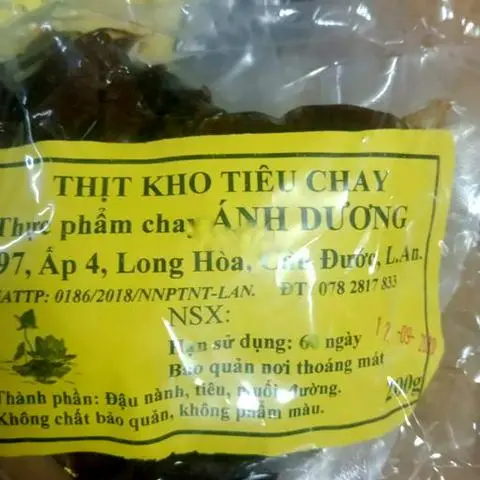 THỊT KHO TIÊU CHAY
Thực phẩm chay ÁNH DƯƠNG
97, Ấp 4, Long Hòa, Cần Đước, L.An.
ATTP: 0186/2018/NNPTNT-LAN. ĐT: 078 2817 833
NSX:
12-09
Hạn sử dụng: 60 ngày
Bảo quản nơi thoáng mát
Thành phần: Đậu nành, tiêu, muối, đường.
200g
Không chất bảo quản, không phẩm màu.